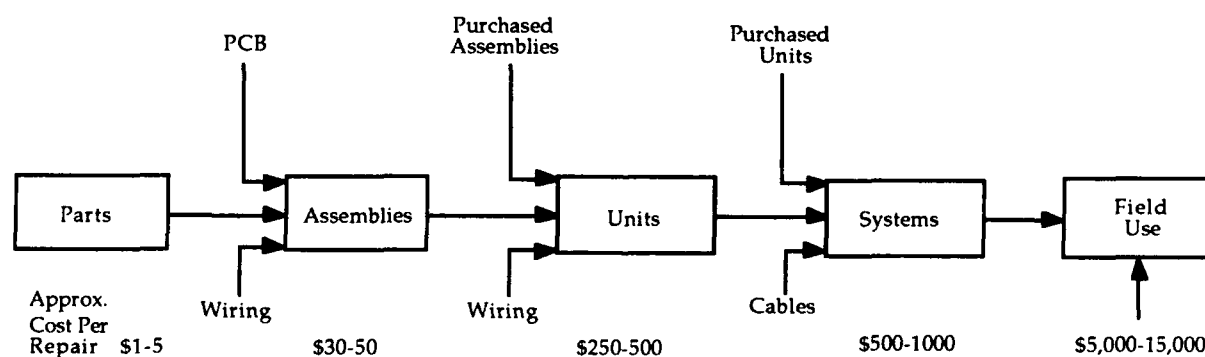 PCB
Purchased
Assemblies
Purchased
Units
Parts
Assemblies
Units
Systems
Field
Use
Wiring
Wiring
Cables
Approx.
Cost Per
Repair $1-5
$30-50
$250-500
$500-1000
$5,000-15,000